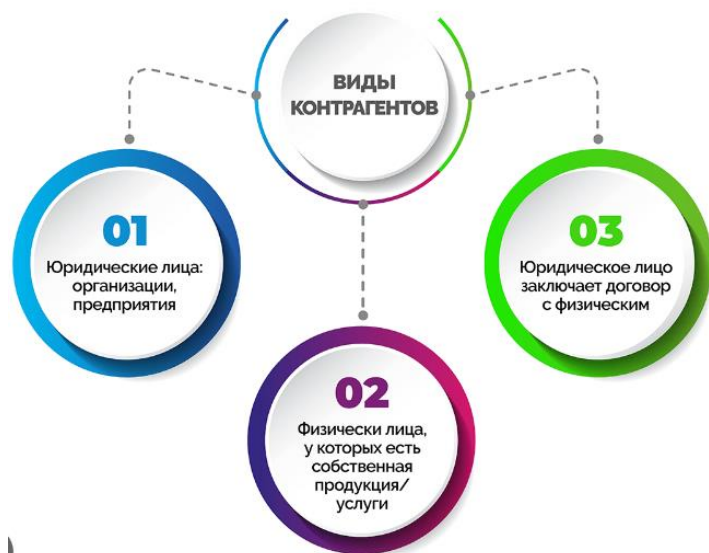 ВИДЫ
КОНТРАГЕНТОВ
01
Юридические лица:
организации,
предприятия
02
Физически лица,
у которых есть
собственная
продукция/
услуги
03
Юридическое лицо
заключает договор
с физическим